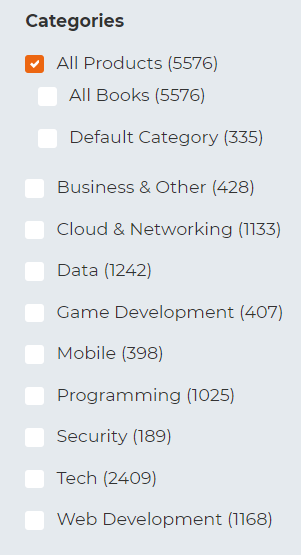 Categories
All Products (5576)
All Books (5576)
Default Category (335)
Business & Other (428)
Cloud & Networking (1133)
Data (1242)
Game Development (407)
Mobile (398)
Programming (1025)
Security (189)
Tech (2409)
Web Development (1168)